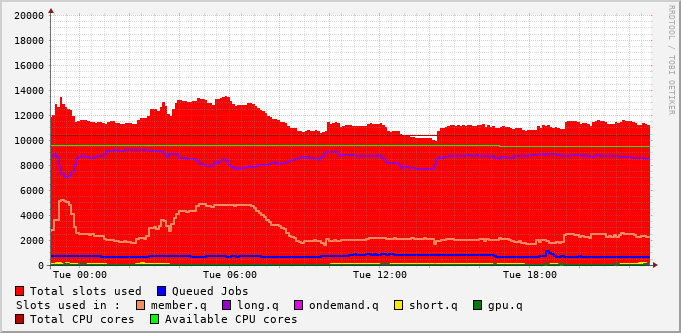 RRDTOOL / TOBI OETIKER
20000
18000
16000
14000
12000
10000
8000
6000
4000
2000
0
Tue 00:00 Tue 06:00 Tue 12:00 Tue 18:00
Total slots used Queued Jobs
Slots used in : member.q long.q ondemand.q short.q gpu.q
Total CPU cores Available CPU cores